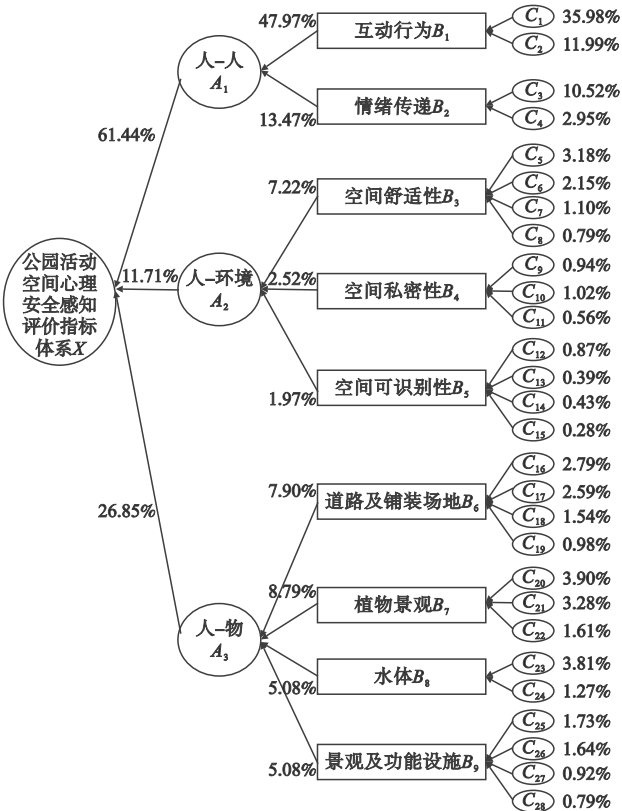 公园活动
空间心理
安全感知
评价指标
体系X
61.44%
人–人
A₁
47.97%
互动行为B₁
C₁ 35.98%
C₂ 11.99%
13.47%
情绪传递B₂
C₃ 10.52%
C₄ 2.95%
11.71%
人–环境
A₂
7.22%
空间舒适性B₃
C₅ 3.18%
C₆ 2.15%
C₇ 1.10%
C₈ 0.79%
2.52%
空间私密性B₄
C₉ 0.94%
C₁₀ 1.02%
C₁₁ 0.56%
1.97%
空间可识别性B₅
C₁₂ 0.87%
C₁₃ 0.39%
C₁₄ 0.43%
C₁₅ 0.28%
26.85%
人–物
A₃
7.90%
道路及铺装场地B₆
C₁₆ 2.79%
C₁₇ 2.59%
C₁₈ 1.54%
C₁₉ 0.98%
8.79%
植物景观B₇
C₂₀ 3.90%
C₂₁ 3.28%
C₂₂ 1.61%
5.08%
水体B₈
C₂₃ 3.81%
C₂₄ 1.27%
5.08%
景观及功能设施B₉
C₂₅ 1.73%
C₂₆ 1.64%
C₂₇ 0.92%
C₂₈ 0.79%